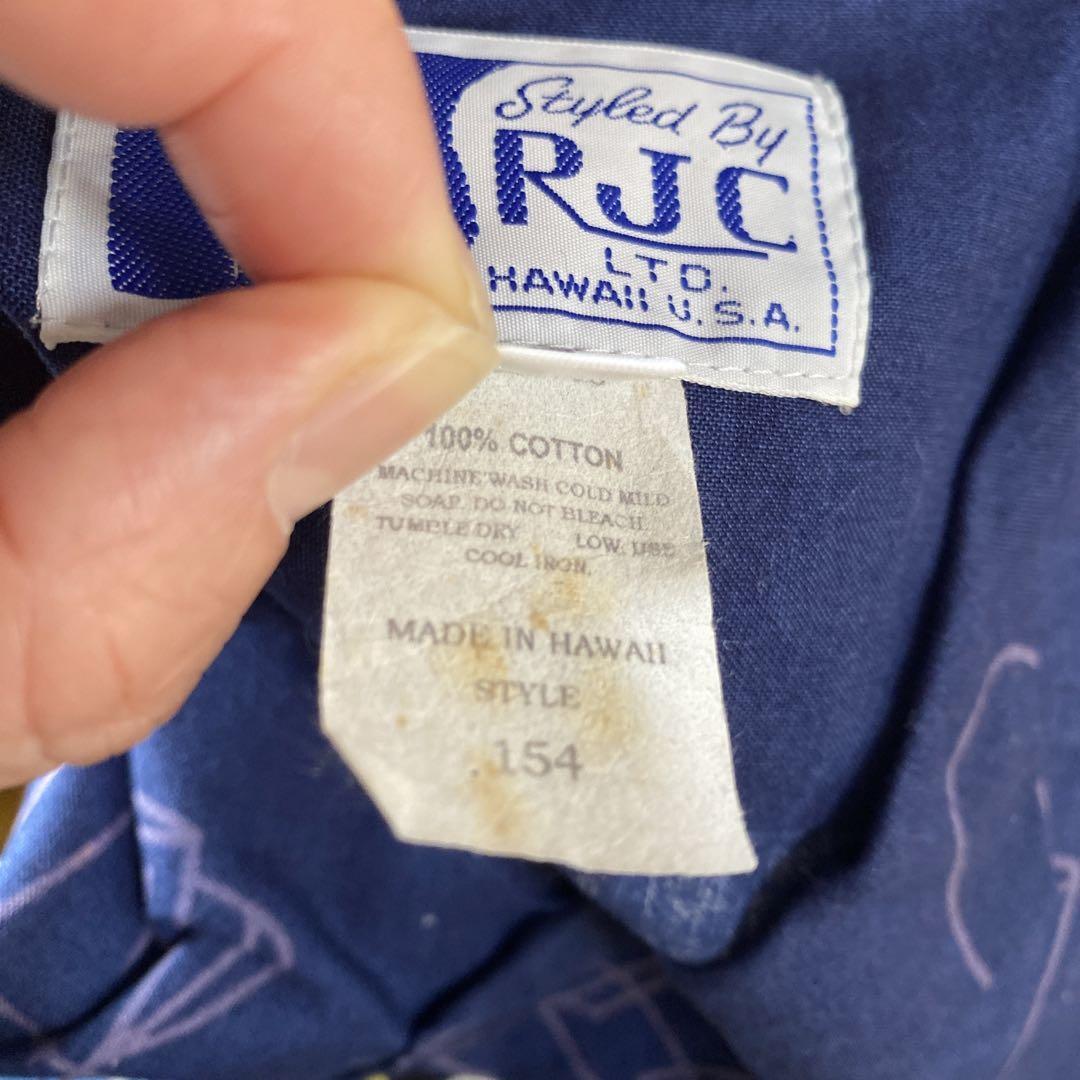 Styled By
RJC
LTD.
HAWAII U.S.A.
100% COTTON
MACHINE WASH COLD MILD
SOAP. DO NOT BLEACH.
TUMBLE DRY LOW. USE
COOL IRON.
MADE IN HAWAII
STYLE
154